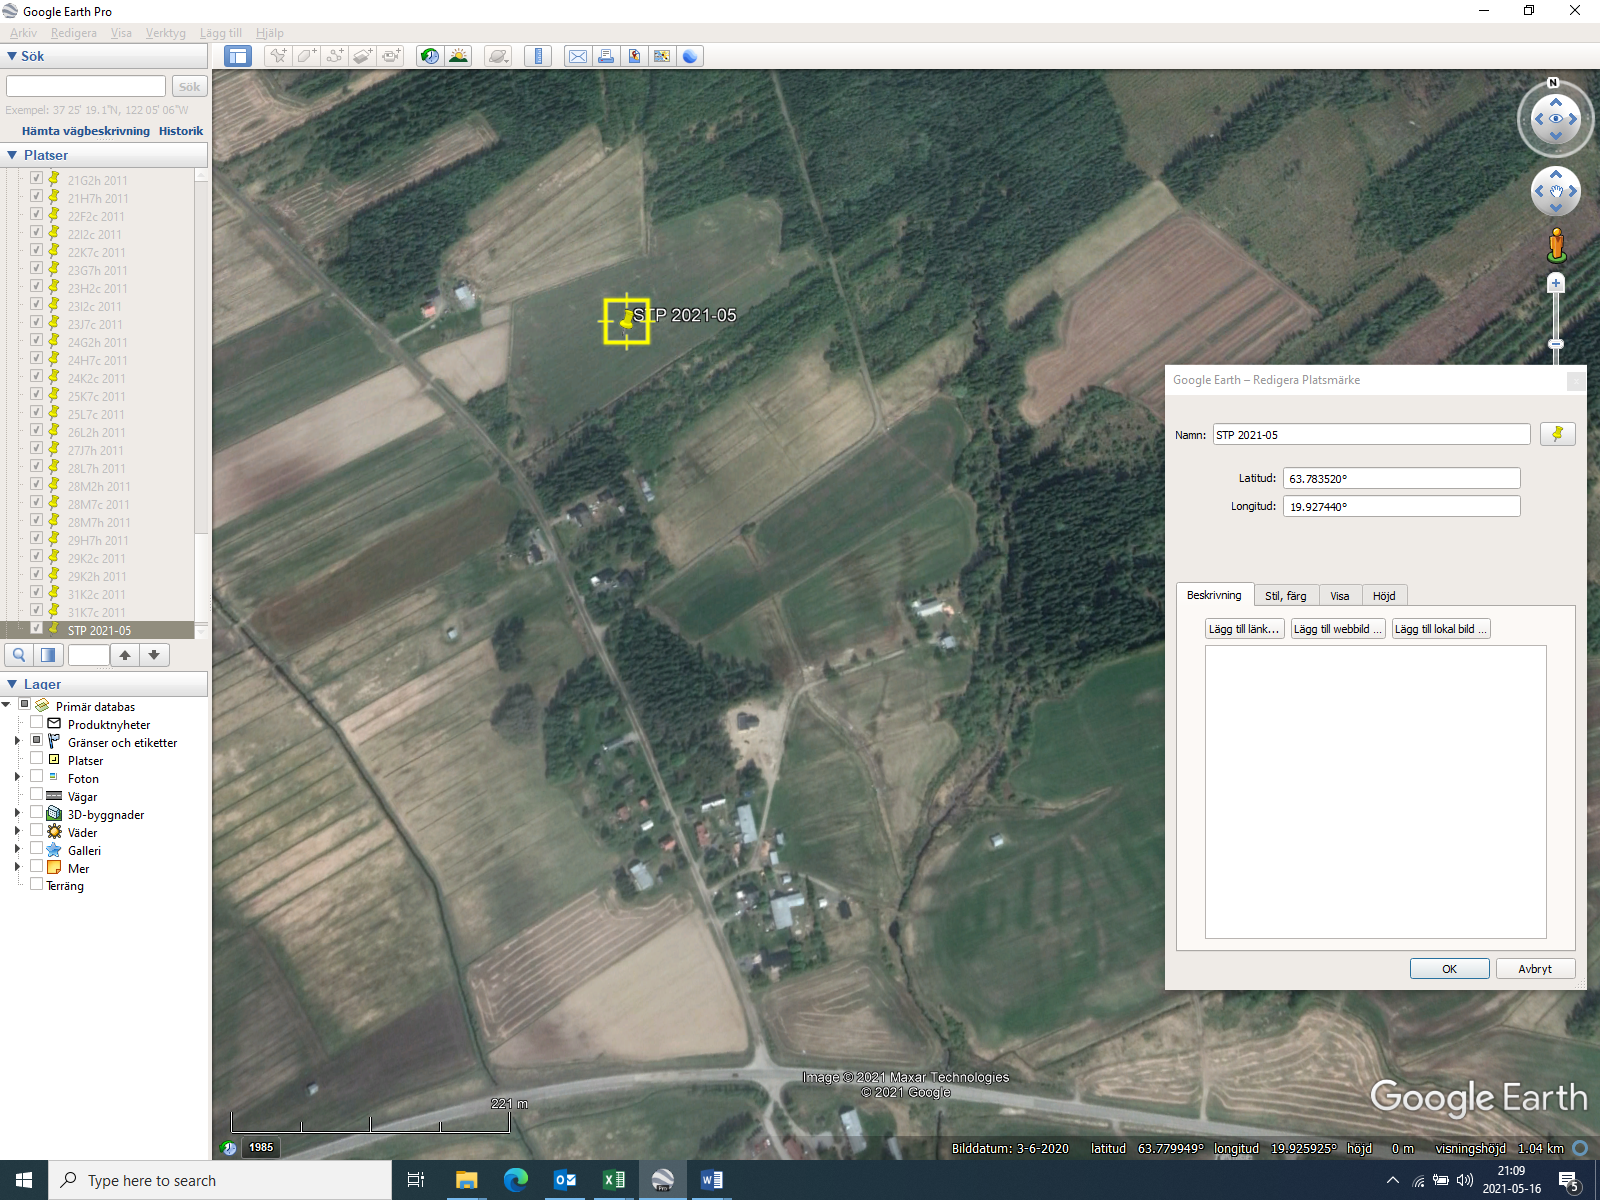 Google Earth Pro
Arkiv Redigera Visa Verktyg Lägg till Hjälp
Sök
Sök
Exempel: 37 25' 19.1"N, 122 05' 06"W
Hämta vägbeskrivning Historik
Platser
21G2h 2011
21H7h 2011
22F2c 2011
22I2c 2011
22K7c 2011
23G7h 2011
23H2c 2011
23I2c 2011
23J7c 2011
24G2h 2011
24H7c 2011
24K2c 2011
25K7c 2011
25L7c 2011
26L2h 2011
27J7h 2011
28L7h 2011
28M2h 2011
28M7c 2011
28M7h 2011
29H7h 2011
29K2c 2011
29K2h 2011
31K2c 2011
31K7c 2011
STP 2021-05
Lager
Primär databas
Produktnyheter
Gränser och etiketter
Platser
Foton
Vägar
3D-byggnader
Väder
Galleri
Mer
Terräng
N
STP 2021-05
Google Earth – Redigera Platsmärke
Namn: STP 2021-05
Latitud: 63.783520°
Longitud: 19.927440°
Beskrivning Stil, färg Visa Höjd
Lägg till länk... Lägg till webbild ... Lägg till lokal bild ...
OK Avbryt
Image © 2021 Maxar Technologies
© 2021 Google
Google Earth
221 m
1985
Bilddatum: 3-6-2020 latitud 63.779949° longitud 19.925925° höjd 0 m visningshöjd 1.04 km
Type here to search
21:09
2021-05-16
5